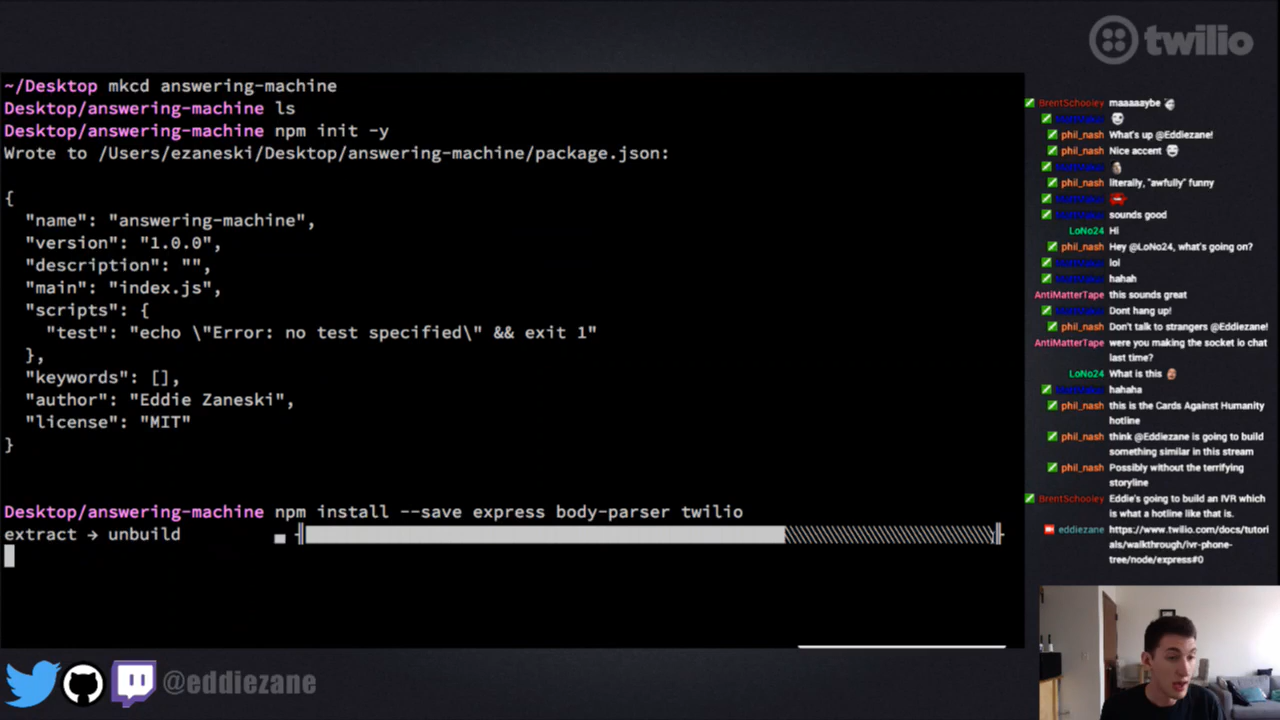 twilio
~/Desktop mkcd answering-machine
Desktop/answering-machine ls
Desktop/answering-machine npm init -y
Wrote to /Users/ezaneski/Desktop/answering-machine/package.json:
{
"name": "answering-machine",
"version": "1.0.0",
"description": "",
"main": "index.js",
"scripts": {
"test": "echo \"Error: no test specified\" && exit 1"
},
"keywords": [],
"author": "Eddie Zaneski",
"license": "MIT"
}
Desktop/answering-machine npm install --save express body-parser twilio
extract → unbuild
BrentSchooley maaaaaybe
phil_nash What's up @Eddiezane!
phil_nash Nice accent
phil_nash literally, "awfully" funny
sounds good
LoNo24 Hi
phil_nash Hey @LoNo24, what's going on?
lol
hahah
AntiMatterTape this sounds great
Dont hang up!
phil_nash Don't talk to strangers @Eddiezane!
AntiMatterTape were you making the socket io chat
last time?
LoNo24 What is this
hahaha
phil_nash this is the Cards Against Humanity
hotline
phil_nash think @Eddiezane is going to build
something similar in this stream
phil_nash Possibly without the terrifying
storyline
BrentSchooley Eddie's going to build an IVR which
is what a hotline like that is.
eddiezane https://www.twilio.com/docs/tutori
als/walkthrough/ivr-phone-
tree/node/express#0
@eddiezane